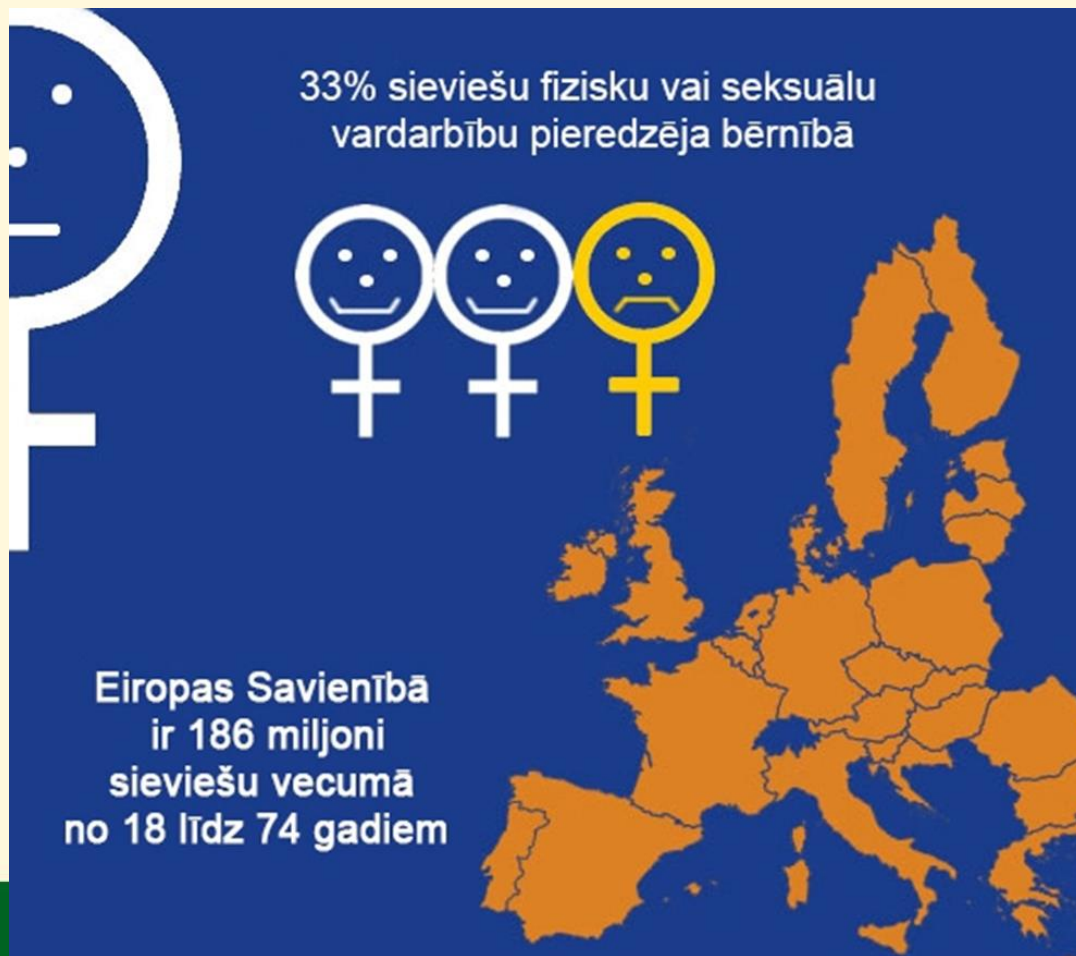 33% sieviešu fizisku vai seksuālu
vardarbību pieredzēja bērnībā
Eiropas Savienībā
ir 186 miljoni
sieviešu vecumā
no 18 līdz 74 gadiem